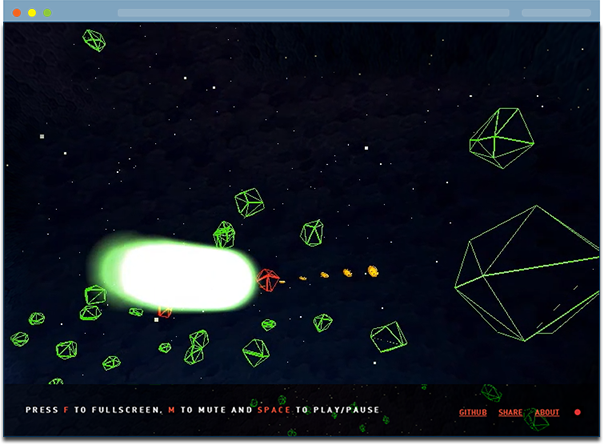 PRESS F TO FULLSCREEN, M TO MUTE AND SPACE TO PLAY/PAUSE
GITHUB SHARE ABOUT